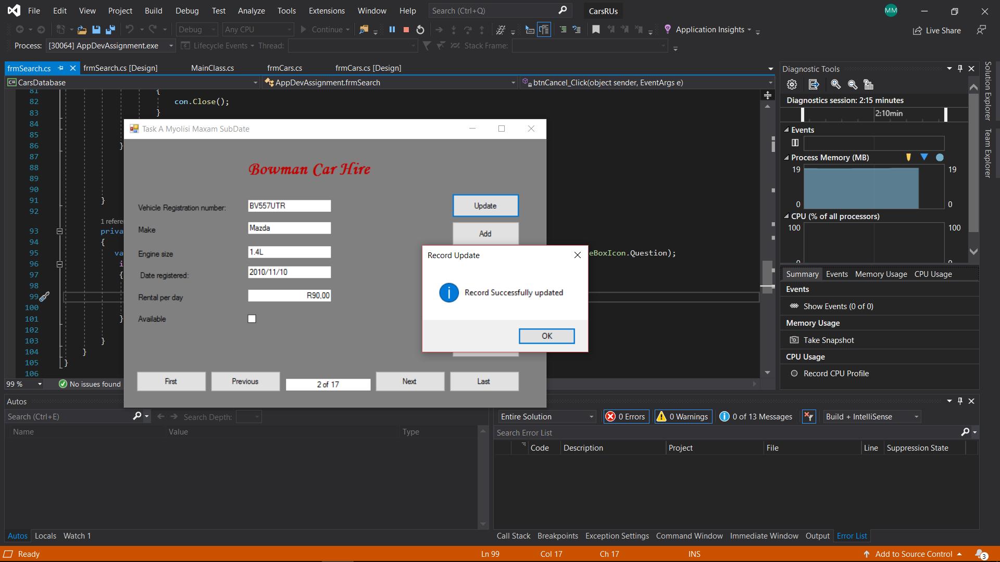 File Edit View Project Build Debug Test Analyze Tools Extensions Window Help Search (Ctrl+Q) CarsRUs MM
Debug Any CPU Continue Application Insights Live Share
Process: [30064] AppDevAssignment.exe Lifecycle Events Thread: Stack Frame:
frmSearch.cs frmSearch.cs [Design] MainClass.cs frmCars.cs frmCars.cs [Design]
C# CarsDatabase AppDevAssignment.frmSearch btnCancel_Click(object sender, EventArgs e)
81 {
82 con.Close();
83 }
84
85
86 }
87
88
89
90
91 }
92
1 refere
93 priva
94 {
95 va eBoxIcon.Question);
96 i
97 {
98
99
100
101 }
102
103 }
104 }
105 }
106
99 % No issues found
Task A Myolisi Maxam SubDate
Bowman Car Hire
Vehicle Registration number: BV557UTR
Make Mazda
Engine size 1.4L
Date registered: 2010/11/10
Rental per day R90,00
Available
Update
Add
First Previous 2 of 17 Next Last
Record Update
Record Successfully updated
OK
Diagnostic Tools
Diagnostics session: 2:15 minutes
2:10min
Events
Process Memory (MB)
19 19
0 0
CPU (% of all processors)
100 100
0 0
Summary Events Memory Usage CPU Usage
Events
Show Events (0 of 0)
Memory Usage
Take Snapshot
CPU Usage
Record CPU Profile
Solution Explorer
Team Explorer
Autos
Search (Ctrl+E) Search Depth:
Name Value Type
Autos Locals Watch 1
Entire Solution 0 Errors 0 Warnings 0 of 13 Messages Build + IntelliSense
Search Error List
Code Description Project File Line Suppression State
Call Stack Breakpoints Exception Settings Command Window Immediate Window Output Error List
Ready Ln 99 Col 17 Ch 17 INS Add to Source Control 3